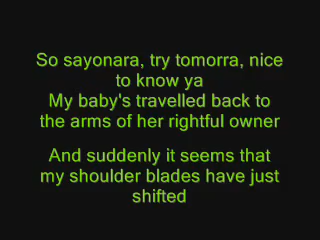 So sayonara, try tomorra, nice
to know ya
My baby's travelled back to
the arms of her rightful owner
And suddenly it seems that
my shoulder blades have just
shifted